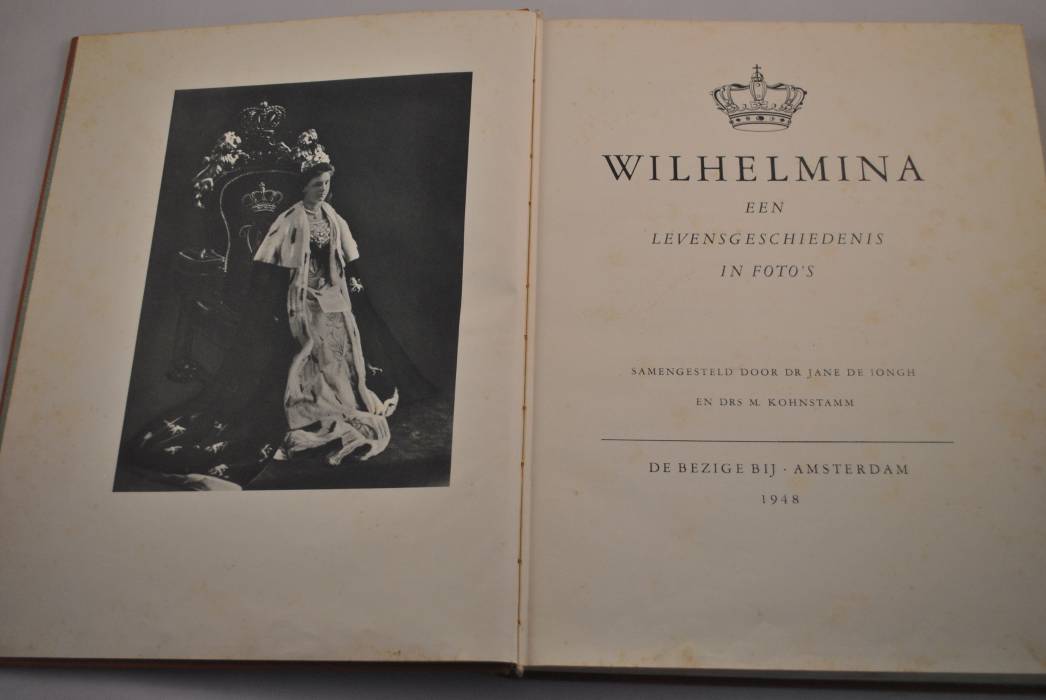 WILHELMINA
EEN
LEVENSGESCHIEDENIS
IN FOTO'S
SAMENGESTELD DOOR DR JANE DE IONGH
EN DRS M. KOHNSTAMM
DE BEZIGE BIJ · AMSTERDAM
1948